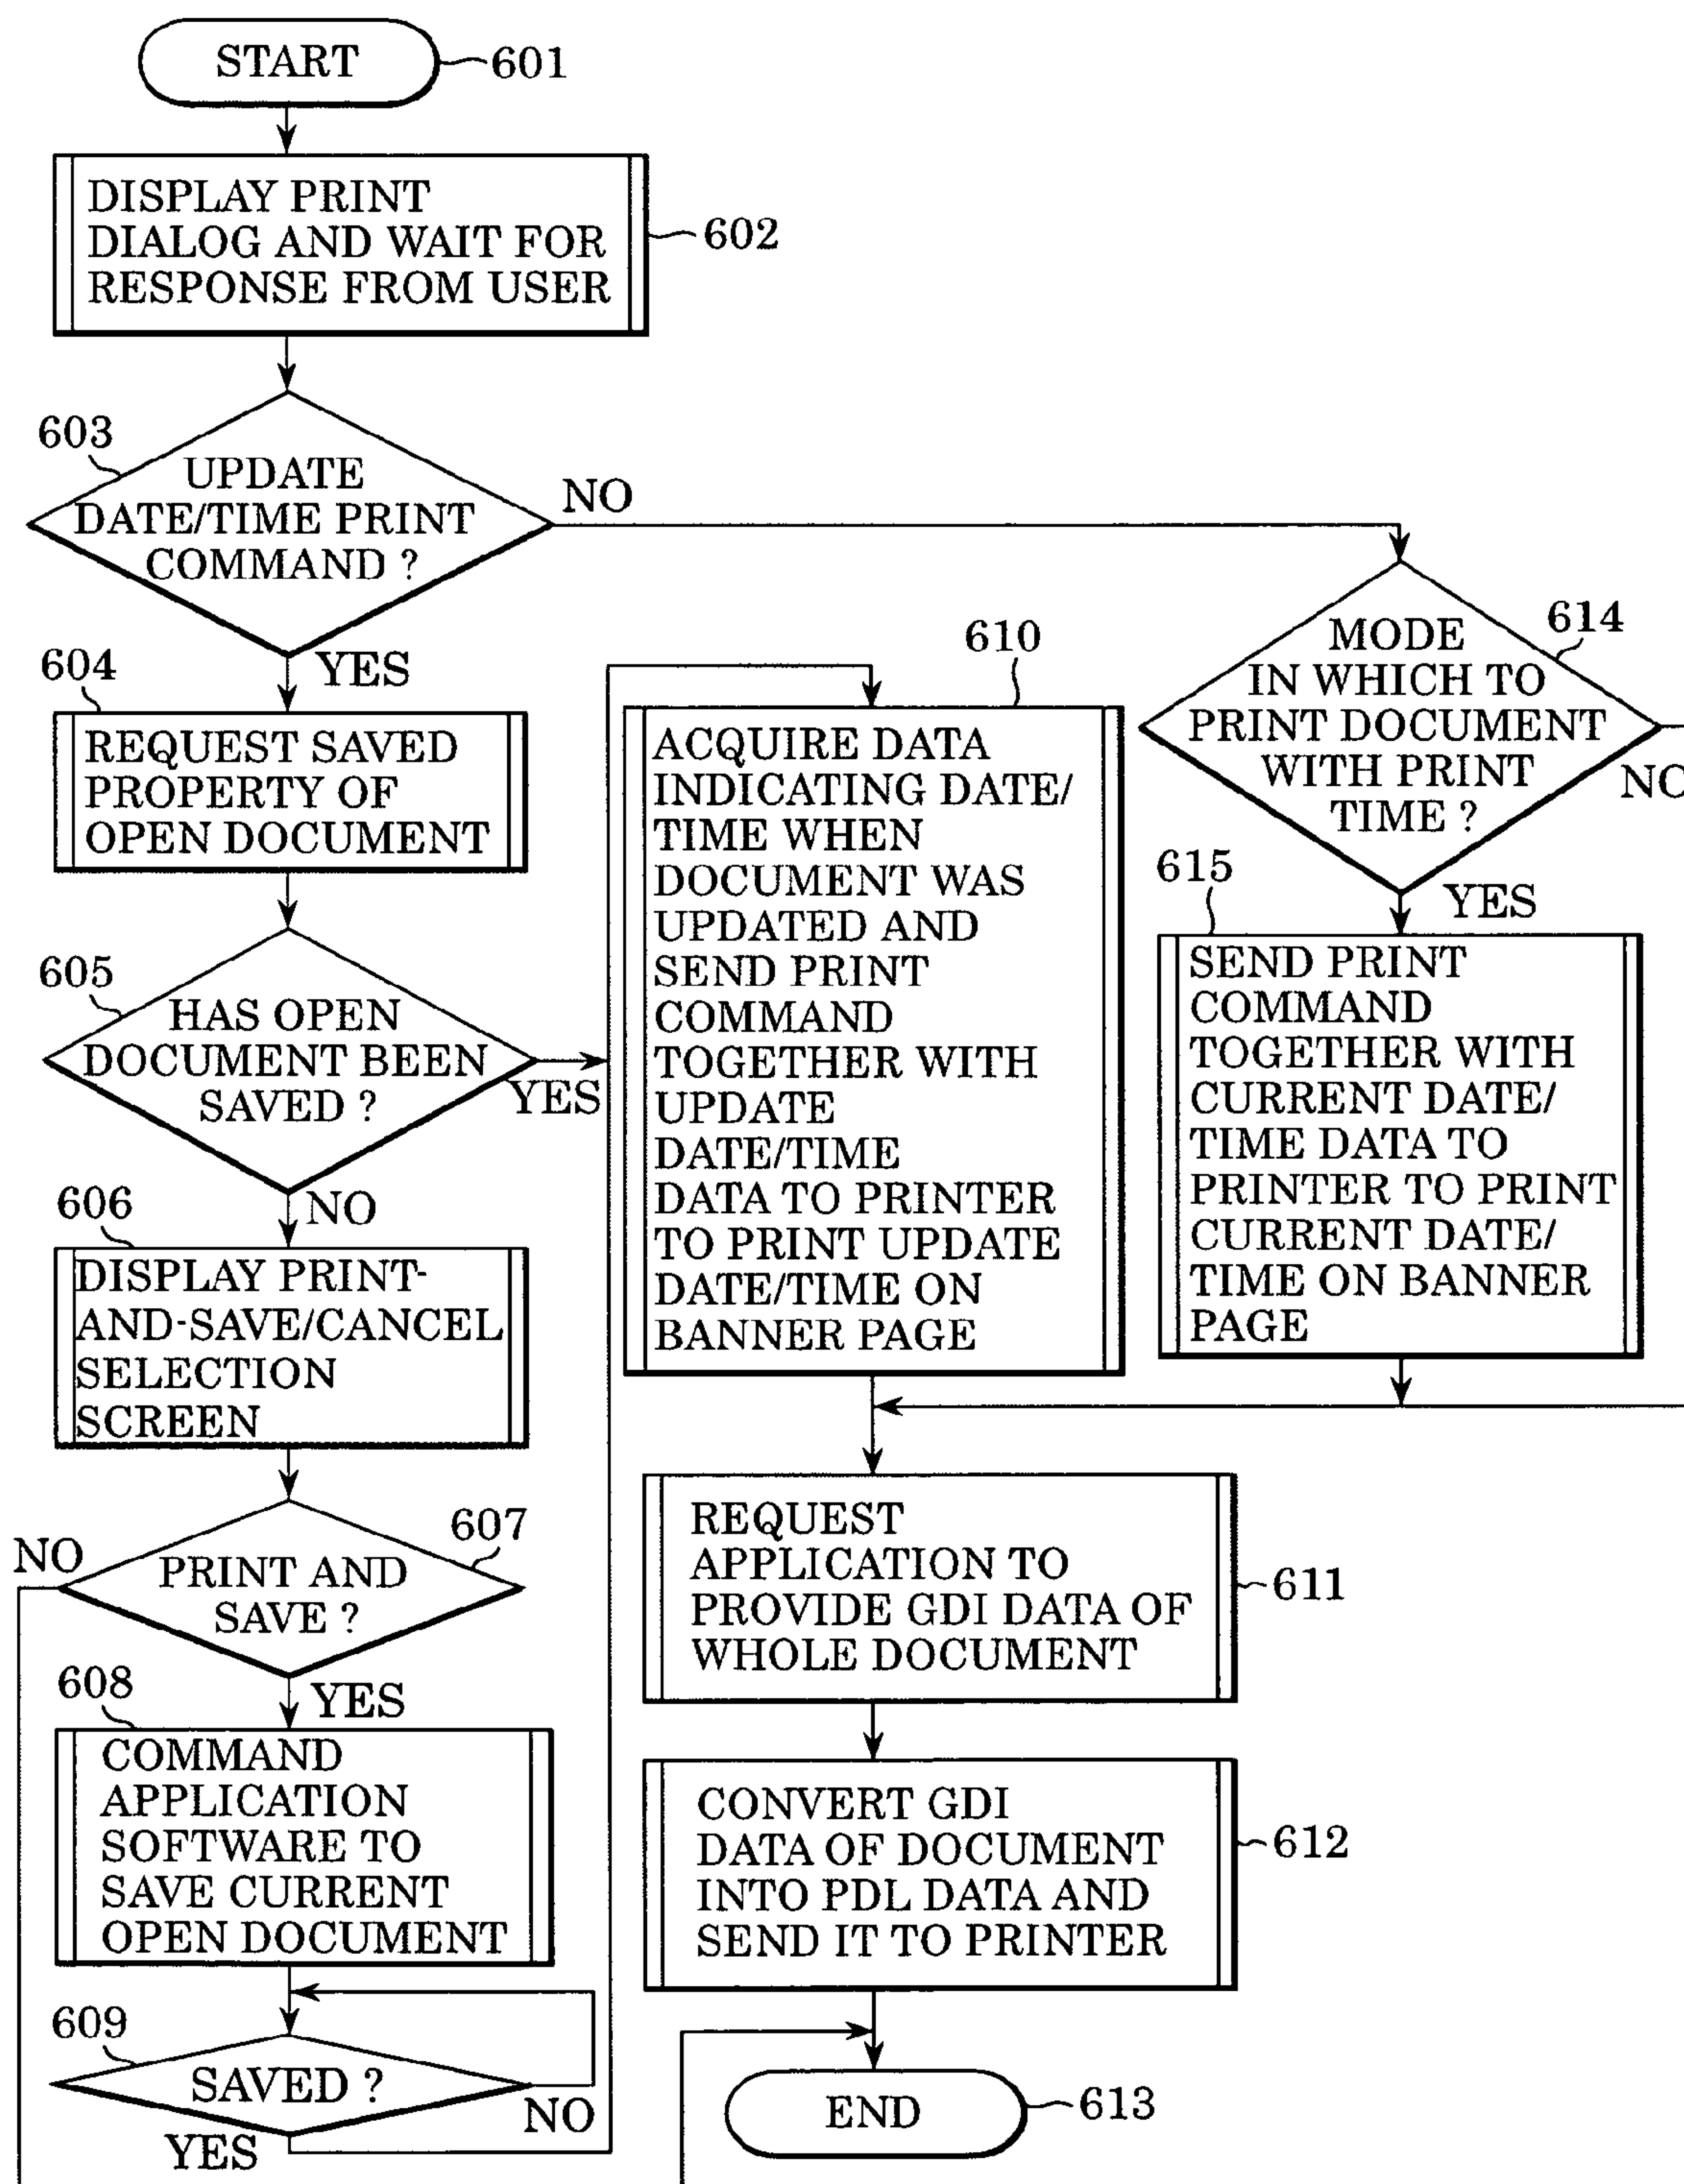 START
601
DISPLAY PRINT
DIALOG AND WAIT FOR
RESPONSE FROM USER
602
603
UPDATE
DATE/TIME PRINT
COMMAND ?
NO
YES
604
REQUEST SAVED
PROPERTY OF
OPEN DOCUMENT
605
HAS OPEN
DOCUMENT BEEN
SAVED ?
YES
NO
606
DISPLAY PRINT-
AND-SAVE/CANCEL
SELECTION
SCREEN
607
NO
PRINT AND
SAVE ?
YES
608
COMMAND
APPLICATION
SOFTWARE TO
SAVE CURRENT
OPEN DOCUMENT
609
SAVED ?
NO
YES
610
ACQUIRE DATA
INDICATING DATE/
TIME WHEN
DOCUMENT WAS
UPDATED AND
SEND PRINT
COMMAND
TOGETHER WITH
UPDATE
DATE/TIME
DATA TO PRINTER
TO PRINT UPDATE
DATE/TIME ON
BANNER PAGE
614
MODE
IN WHICH TO
PRINT DOCUMENT
WITH PRINT
TIME ?
NO
YES
615
SEND PRINT
COMMAND
TOGETHER WITH
CURRENT DATE/
TIME DATA TO
PRINTER TO PRINT
CURRENT DATE/
TIME ON BANNER
PAGE
REQUEST
APPLICATION TO
PROVIDE GDI DATA OF
WHOLE DOCUMENT
611
CONVERT GDI
DATA OF DOCUMENT
INTO PDL DATA AND
SEND IT TO PRINTER
612
END
613